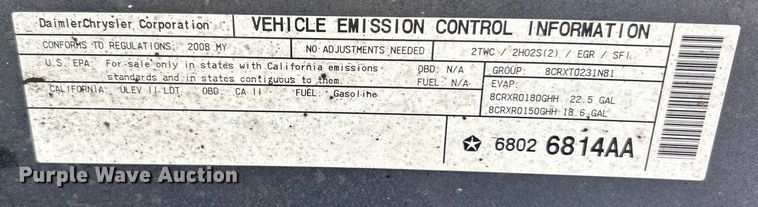 DaimlerChrysler Corporation
VEHICLE EMISSION CONTROL INFORMATION
CONFORMS TO REGULATIONS: 2008 MY
NO ADJUSTMENTS NEEDED
2TWC / 2HO2S(2) / EGR / SFI
U.S. EPA: For sale only in states with California emissions
standards and in states contiguous to them.
OBD: N/A
FUEL: N/A
CALIFORNIA: ULEV II LDT OBD: CA II FUEL: Gasoline
GROUP: 8CRXT0231N81
EVAP:
8CRXR0180GHH 22.5 GAL
8CRXR0150GHH 18.6 GAL
6802 6814AA
Purple Wave Auction